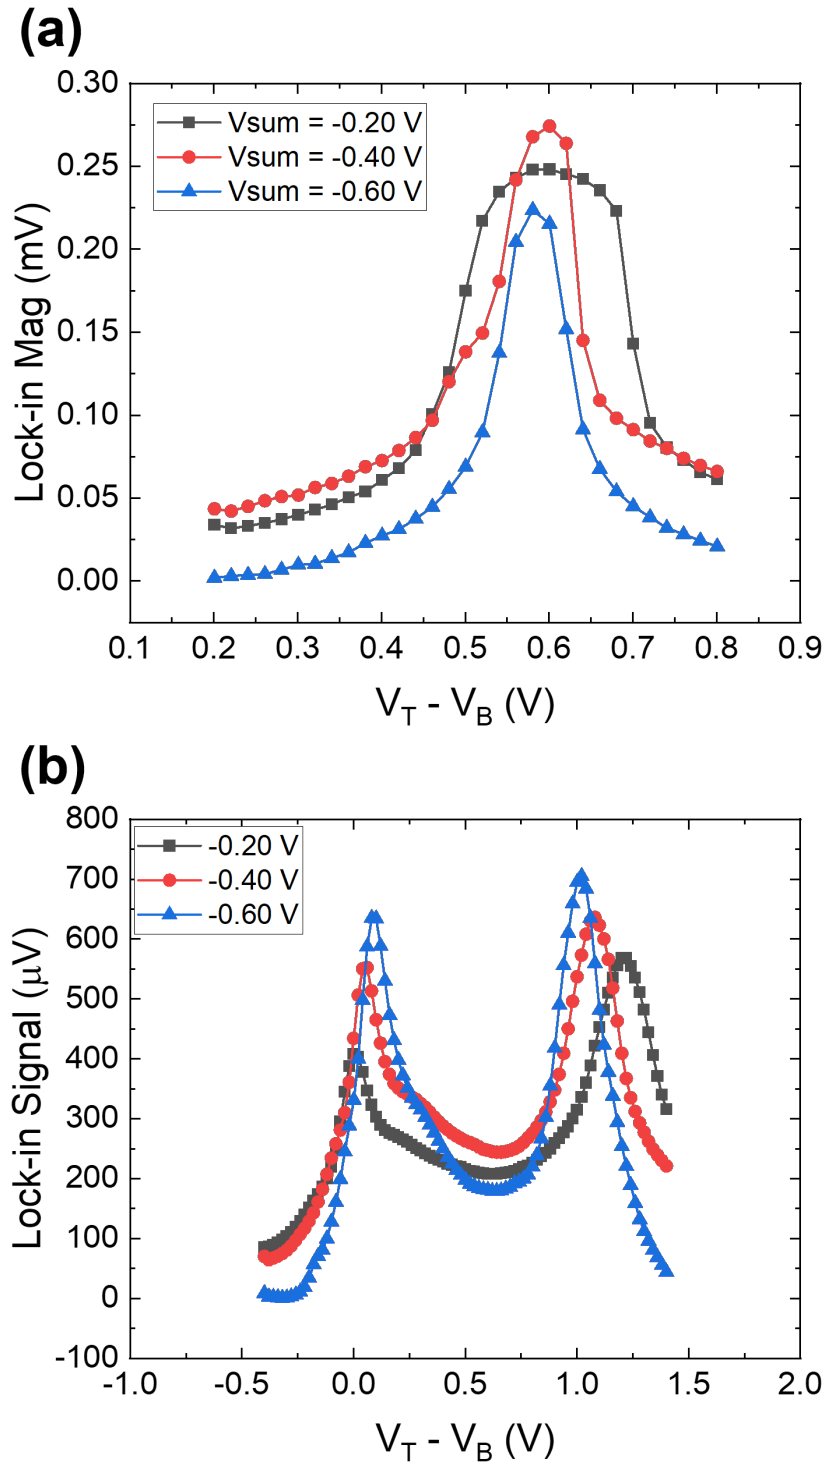 (a)
0.30
0.25
0.20
0.15
0.10
0.05
0.00
Lock-in Mag (mV)
Vsum = -0.20 V
Vsum = -0.40 V
Vsum = -0.60 V
0.1 0.2 0.3 0.4 0.5 0.6 0.7 0.8 0.9
V_T - V_B (V)
(b)
800
700
600
500
400
300
200
100
0
-100
Lock-in Signal (μV)
-0.20 V
-0.40 V
-0.60 V
-1.0 -0.5 0.0 0.5 1.0 1.5 2.0
V_T - V_B (V)